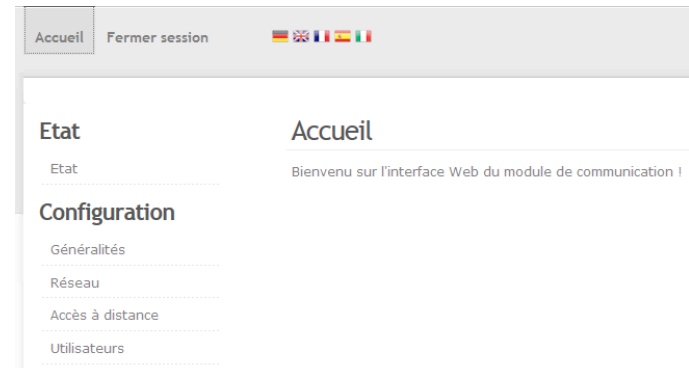 Accueil Fermer session
Etat
Etat
Configuration
Généralités
Réseau
Accès à distance
Utilisateurs
Accueil
Bienvenu sur l'interface Web du module de communication !